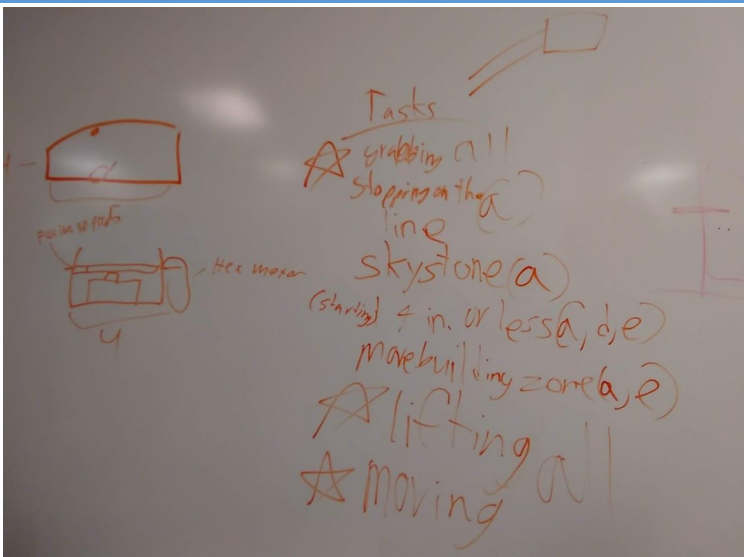 Tasks
☆ grabbing all
stopping on the (a)
line
skystone (a)
(starting) 4 in. or less (a, d, e)
move building zone (a, e)
☆ lifting
☆ moving all
d
Hex motor
4